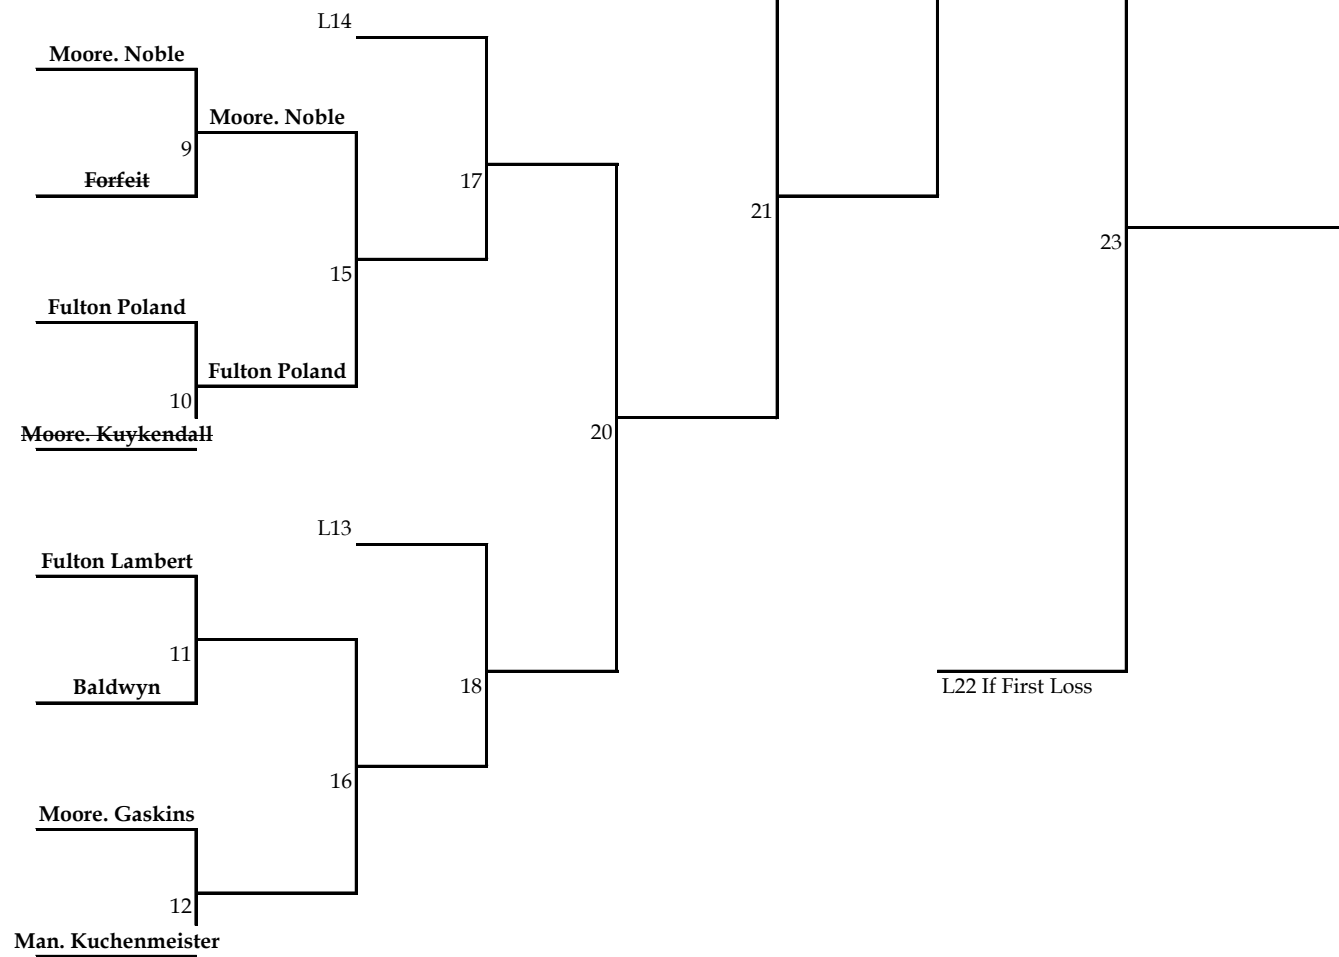 L14
Moore. Noble
Moore. Noble
9
Forfeit
17
21
23
15
Fulton Poland
Fulton Poland
10
Moore. Kuykendall
20
L13
Fulton Lambert
11
Baldwyn
18
L22 If First Loss
16
Moore. Gaskins
12
Man. Kuchenmeister